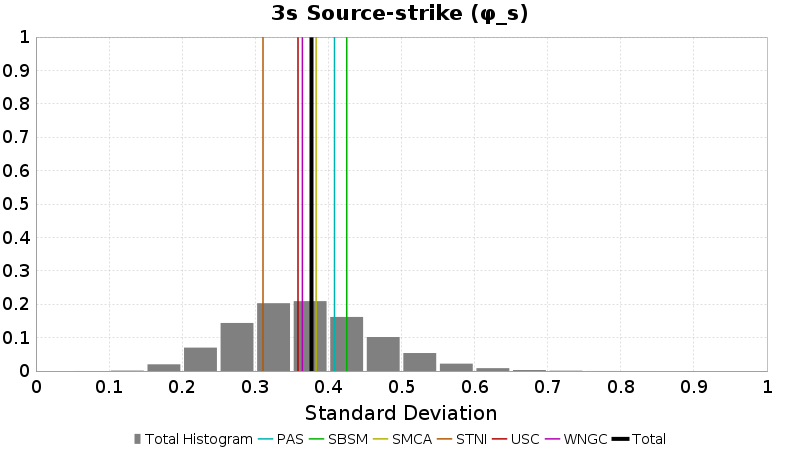 3s Source-strike (φ_s)
1
0.9
0.8
0.7
0.6
0.5
0.4
0.3
0.2
0.1
0
0 0.1 0.2 0.3 0.4 0.5 0.6 0.7 0.8 0.9 1
Standard Deviation
Total Histogram PAS SBSM SMCA STNI USC WNGC Total